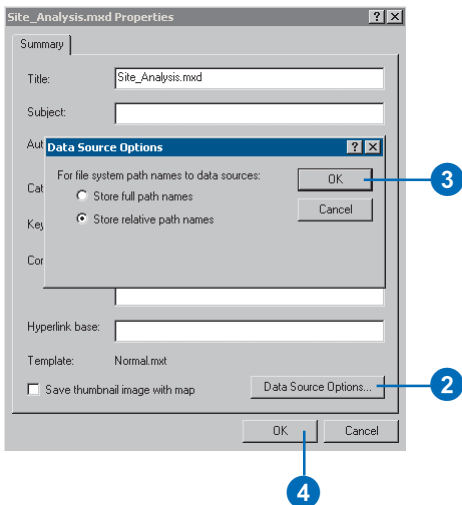 Site_Analysis.mxd Properties
Summary
Title: Site_Analysis.mxd
Subject:
Data Source Options
For file system path names to data sources:
Store full path names
Store relative path names
OK
Cancel
3
Hyperlink base:
Template: Normal.mxt
Save thumbnail image with map
Data Source Options...
2
OK
Cancel
4